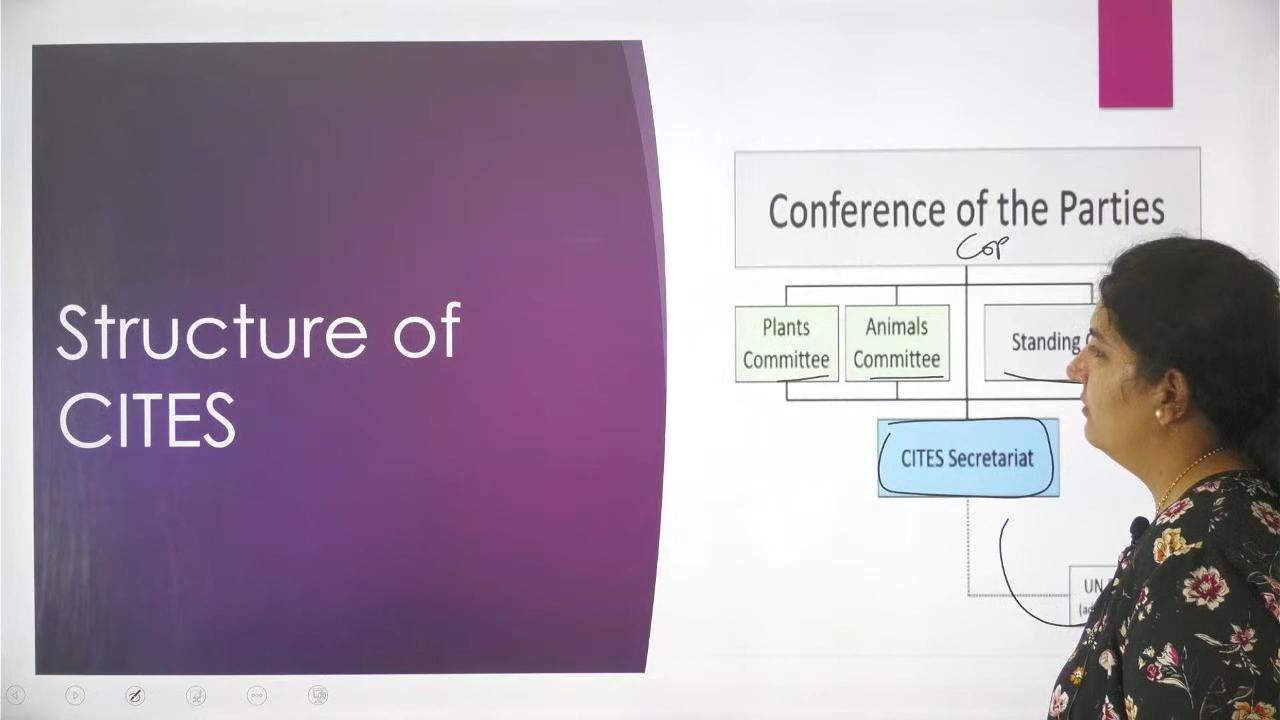 Structure of
CITES
Conference of the Parties
COP
Plants
Committee
Animals
Committee
Standing
CITES Secretariat
UN